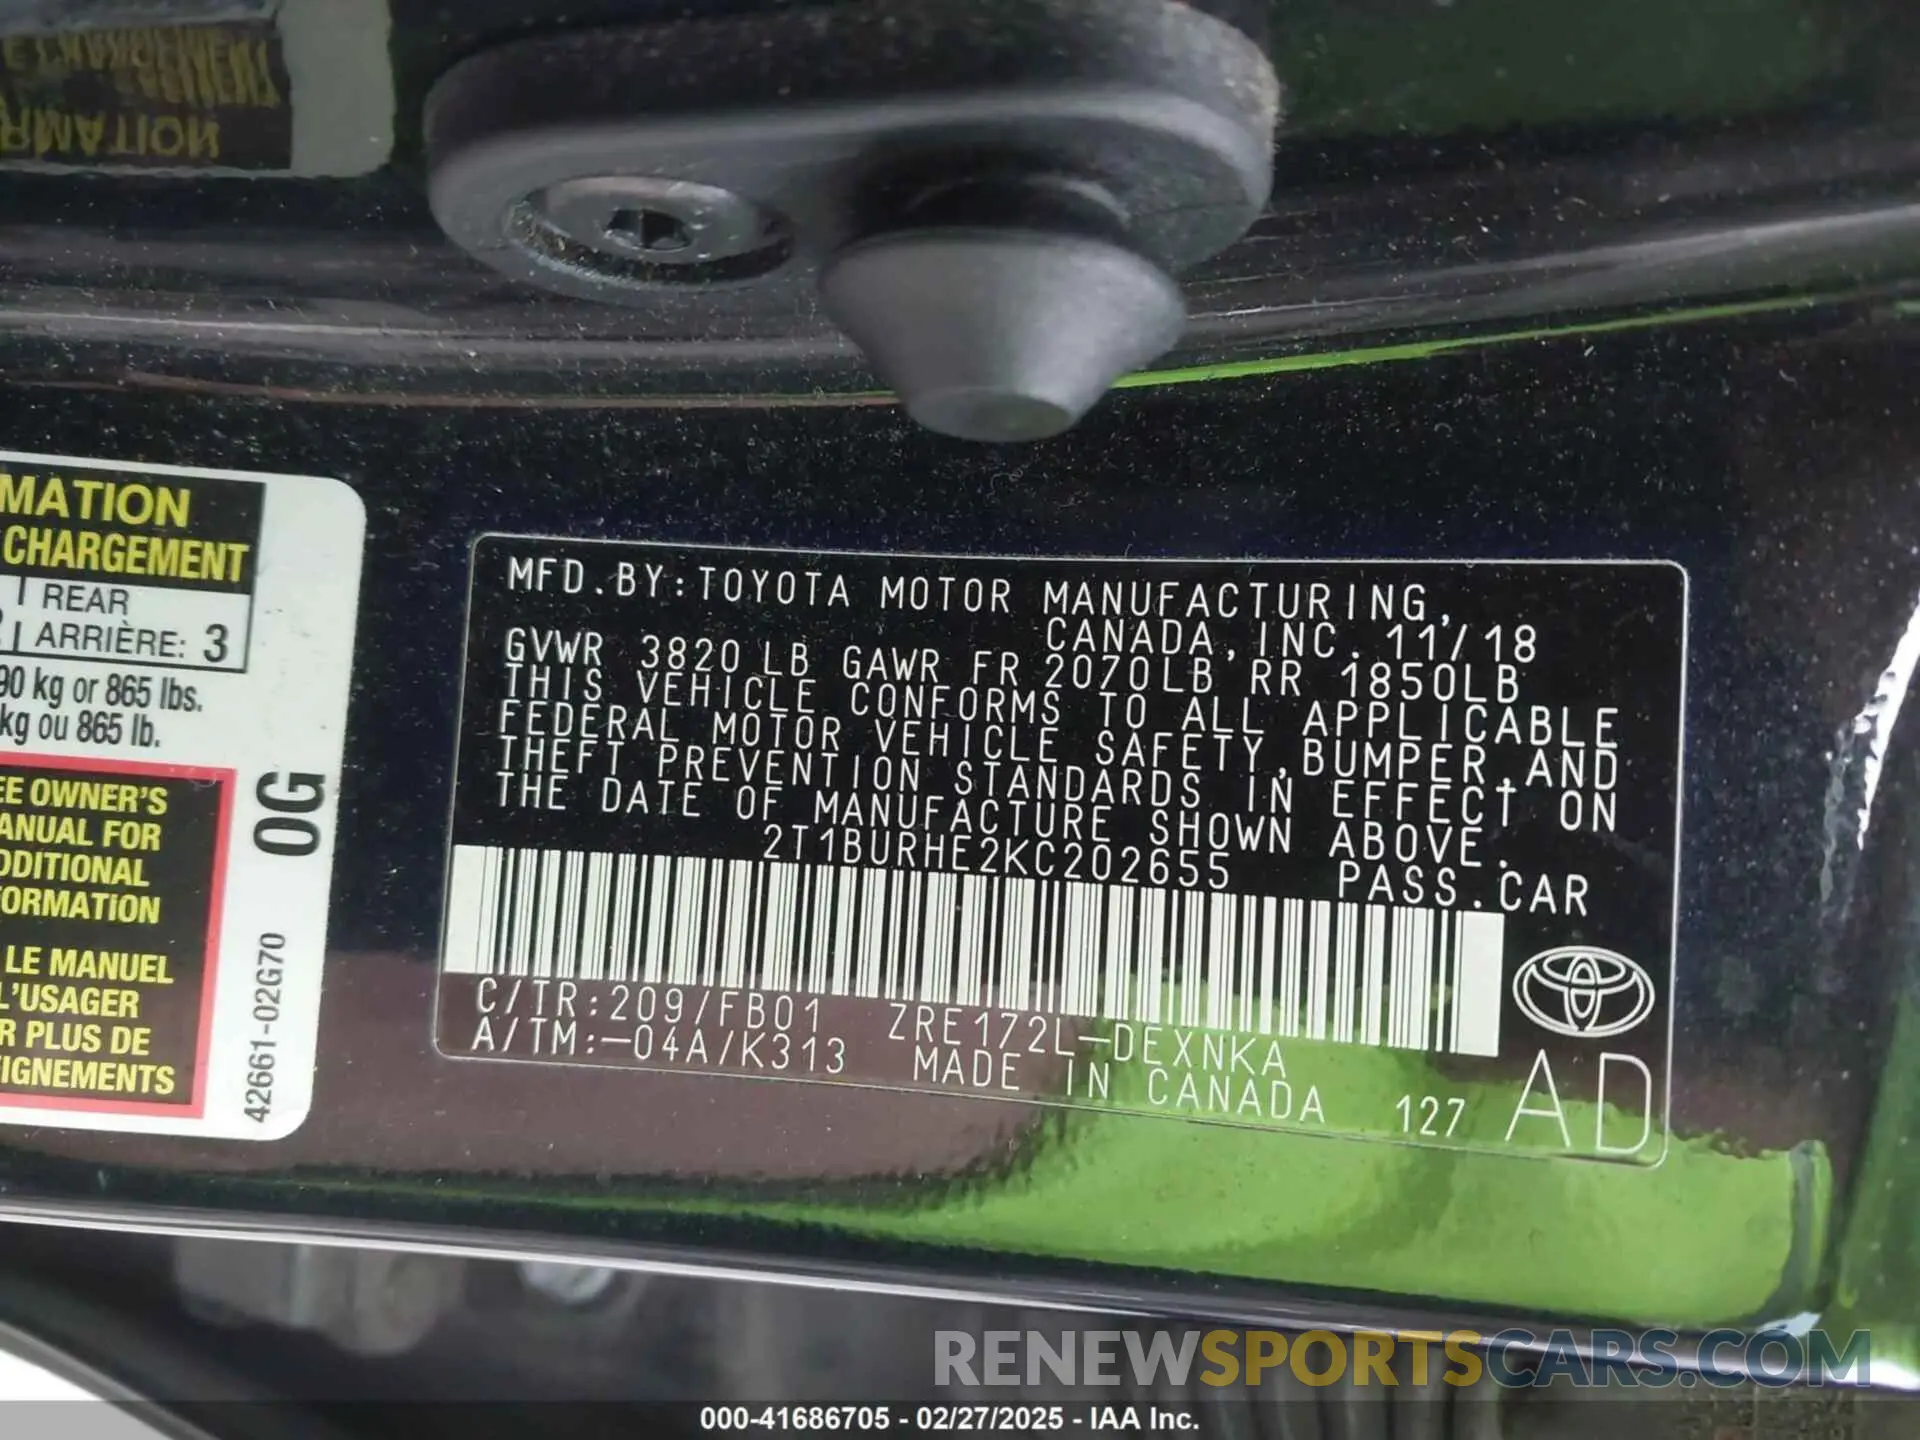 RMATION
MATION
CHARGEMENT
REAR
ARRIÈRE: 3
90 kg or 865 lbs.
kg ou 865 lb.
EE OWNER'S
ANUAL FOR
DDITIONAL
FORMATION
LE MANUEL
L'USAGER
R PLUS DE
IGNEMENTS
0G
42661-02G70
MFD.BY:TOYOTA MOTOR MANUFACTURING,
CANADA,INC. 11/18
GVWR 3820LB GAWR FR 2070LB RR 1850LB
THIS VEHICLE CONFORMS TO ALL APPLICABLE
FEDERAL MOTOR VEHICLE SAFETY,BUMPER,AND
THEFT PREVENTION STANDARDS IN EFFECT ON
THE DATE OF MANUFACTURE SHOWN ABOVE.
2T1BURHE2KC202655 PASS.CAR
C/TR:209/FB01 ZRE172L-DEXNKA
A/TM:-04A/K313 MADE IN CANADA 127 AD
RENEWSPORTSCARS.COM
000-41686705 - 02/27/2025 - IAA Inc.